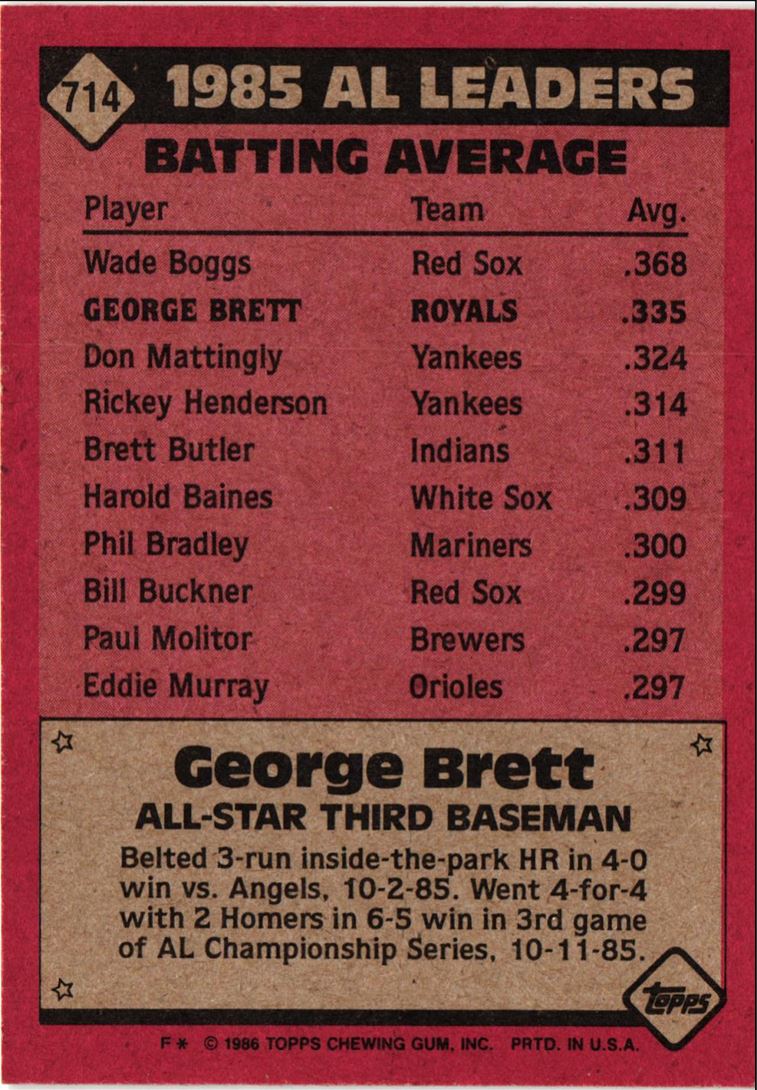 714 1985 AL LEADERS
BATTING AVERAGE
Player Team Avg.
Wade Boggs Red Sox .368
GEORGE BRETT ROYALS .335
Don Mattingly Yankees .324
Rickey Henderson Yankees .314
Brett Butler Indians .311
Harold Baines White Sox .309
Phil Bradley Mariners .300
Bill Buckner Red Sox .299
Paul Molitor Brewers .297
Eddie Murray Orioles .297
George Brett
ALL-STAR THIRD BASEMAN
Belted 3-run inside-the-park HR in 4-0
win vs. Angels, 10-2-85. Went 4-for-4
with 2 Homers in 6-5 win in 3rd game
of AL Championship Series, 10-11-85.
topps
F * © 1986 TOPPS CHEWING GUM, INC. PRTD. IN U.S.A.